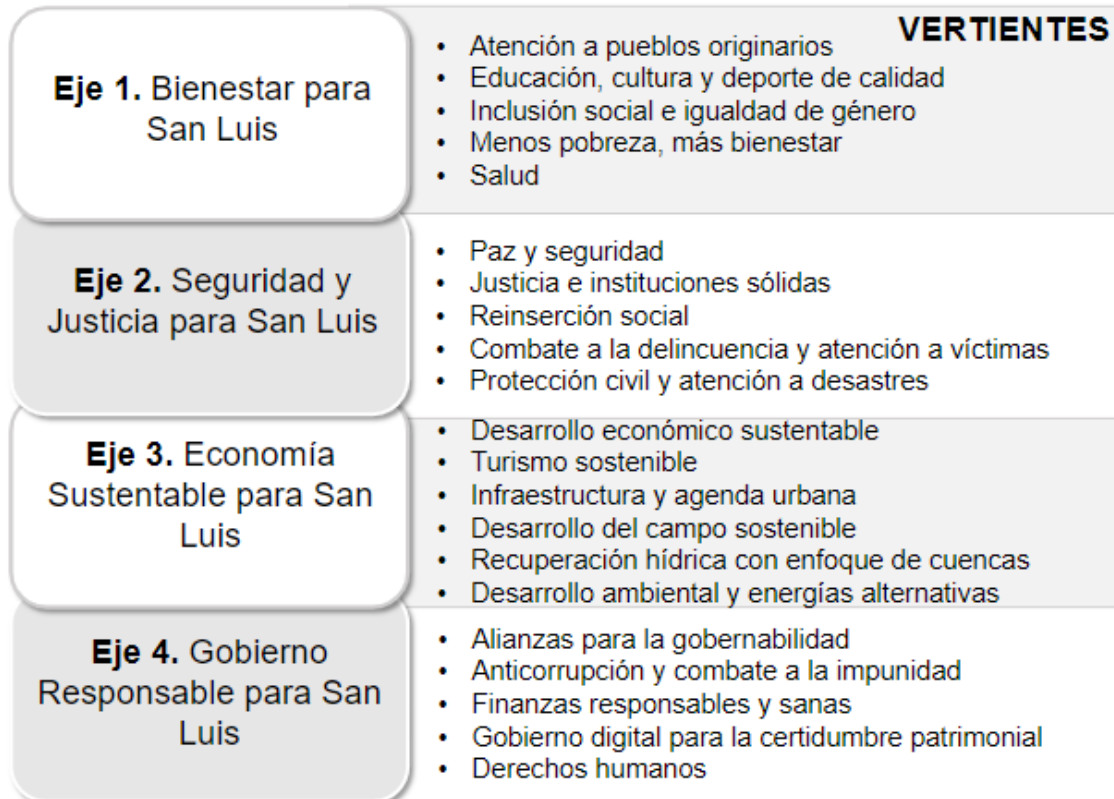 VERTIENTES
Eje 1. Bienestar para
San Luis
• Atención a pueblos originarios
• Educación, cultura y deporte de calidad
• Inclusión social e igualdad de género
• Menos pobreza, más bienestar
• Salud
Eje 2. Seguridad y
Justicia para San Luis
• Paz y seguridad
• Justicia e instituciones sólidas
• Reinserción social
• Combate a la delincuencia y atención a víctimas
• Protección civil y atención a desastres
Eje 3. Economía
Sustentable para San
Luis
• Desarrollo económico sustentable
• Turismo sostenible
• Infraestructura y agenda urbana
• Desarrollo del campo sostenible
• Recuperación hídrica con enfoque de cuencas
• Desarrollo ambiental y energías alternativas
Eje 4. Gobierno
Responsable para San
Luis
• Alianzas para la gobernabilidad
• Anticorrupción y combate a la impunidad
• Finanzas responsables y sanas
• Gobierno digital para la certidumbre patrimonial
• Derechos humanos